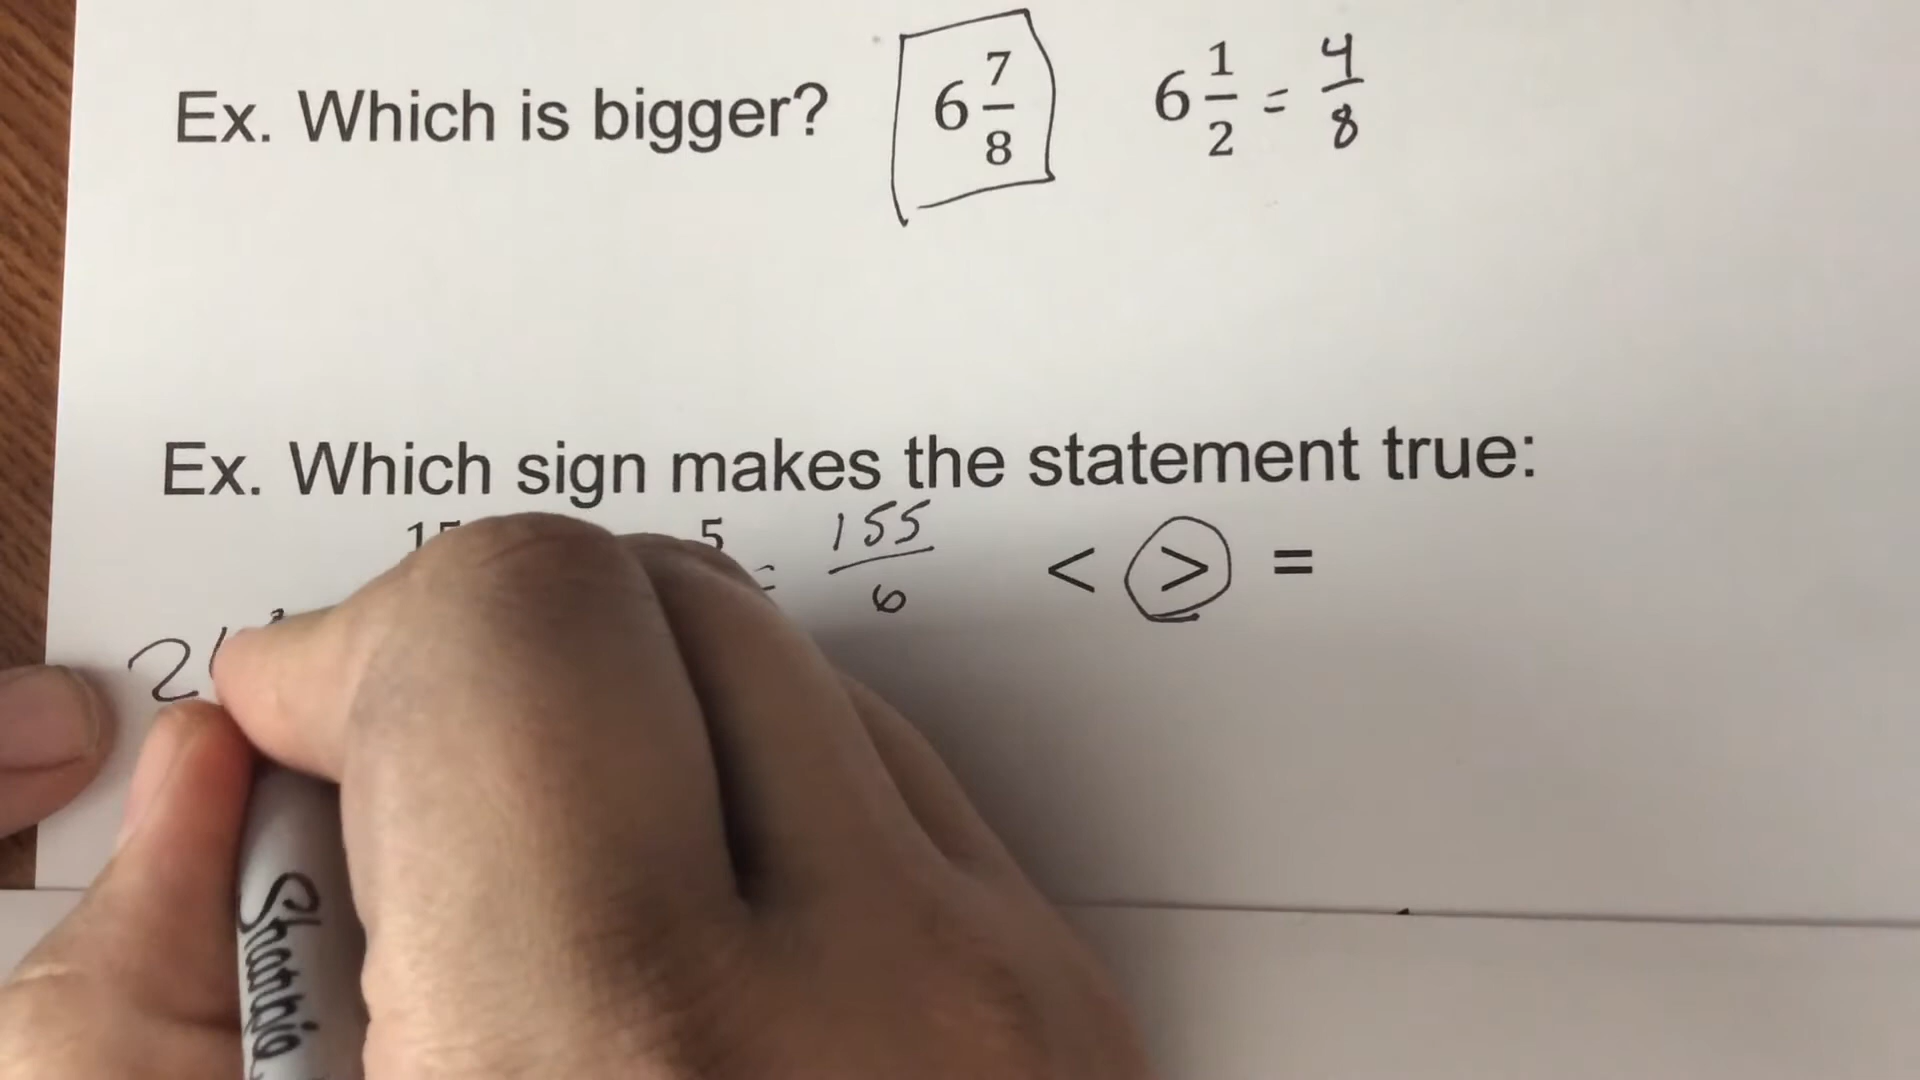 Ex. Which is bigger? 6 7/8 6 1/2 = 4/8
Ex. Which sign makes the statement true:
5 = 155/6 < > =
2
Sharpie